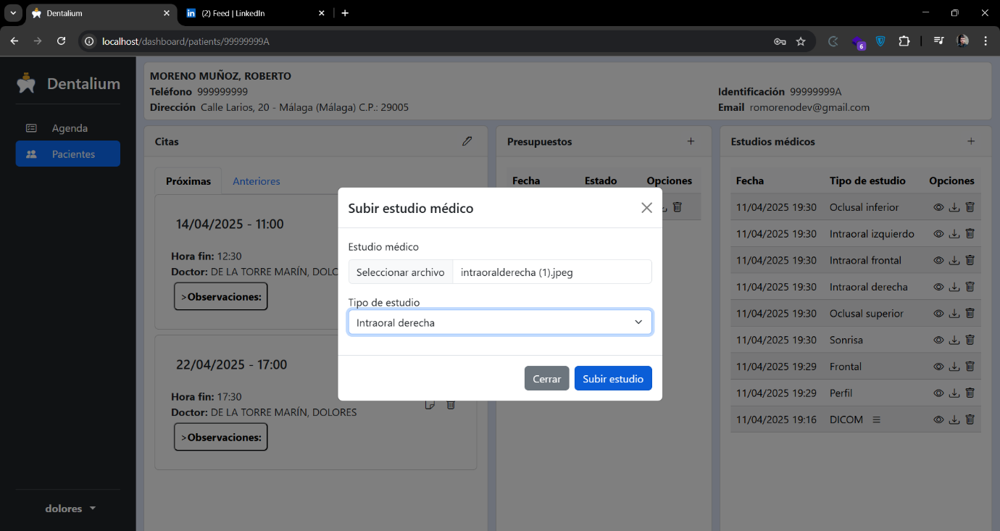 Dentalium
(2) Feed | LinkedIn
localhost/dashboard/patients/99999999A
6
Dentalium
Agenda
Pacientes
dolores
MORENO MUÑOZ, ROBERTO
Teléfono 999999999
Dirección Calle Larios, 20 - Málaga (Málaga) C.P.: 29005
Identificación 99999999A
Email romorenodev@gmail.com
Citas
Próximas Anteriores
14/04/2025 - 11:00
Hora fin: 12:30
Doctor: DE LA TORRE MARÍN, DOLO
>Observaciones:
22/04/2025 - 17:00
Hora fin: 17:30
Doctor: DE LA TORRE MARÍN, DOLORES
>Observaciones:
Presupuestos
Fecha Estado Opciones
Subir estudio médico
Estudio médico
Seleccionar archivo intraoralderecha (1).jpeg
Tipo de estudio
Intraoral derecha
Cerrar Subir estudio
Estudios médicos
Fecha Tipo de estudio Opciones
11/04/2025 19:30 Oclusal inferior
11/04/2025 19:30 Intraoral izquierdo
11/04/2025 19:30 Intraoral frontal
11/04/2025 19:30 Intraoral derecha
11/04/2025 19:30 Oclusal superior
11/04/2025 19:30 Sonrisa
11/04/2025 19:29 Frontal
11/04/2025 19:29 Perfil
11/04/2025 19:16 DICOM